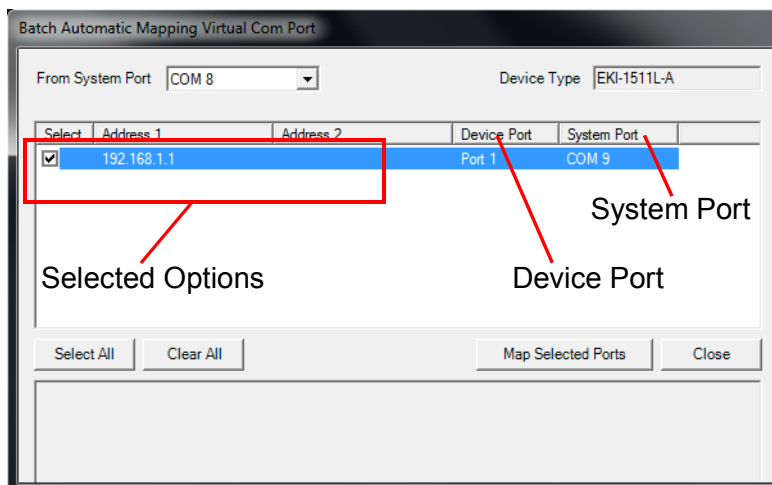 Batch Automatic Mapping Virtual Com Port
From System Port COM 8 Device Type EKI-1511L-A
Select Address 1 Address 2 Device Port System Port
192.168.1.1 Port 1 COM 9
System Port
Selected Options Device Port
Select All Clear All Map Selected Ports Close